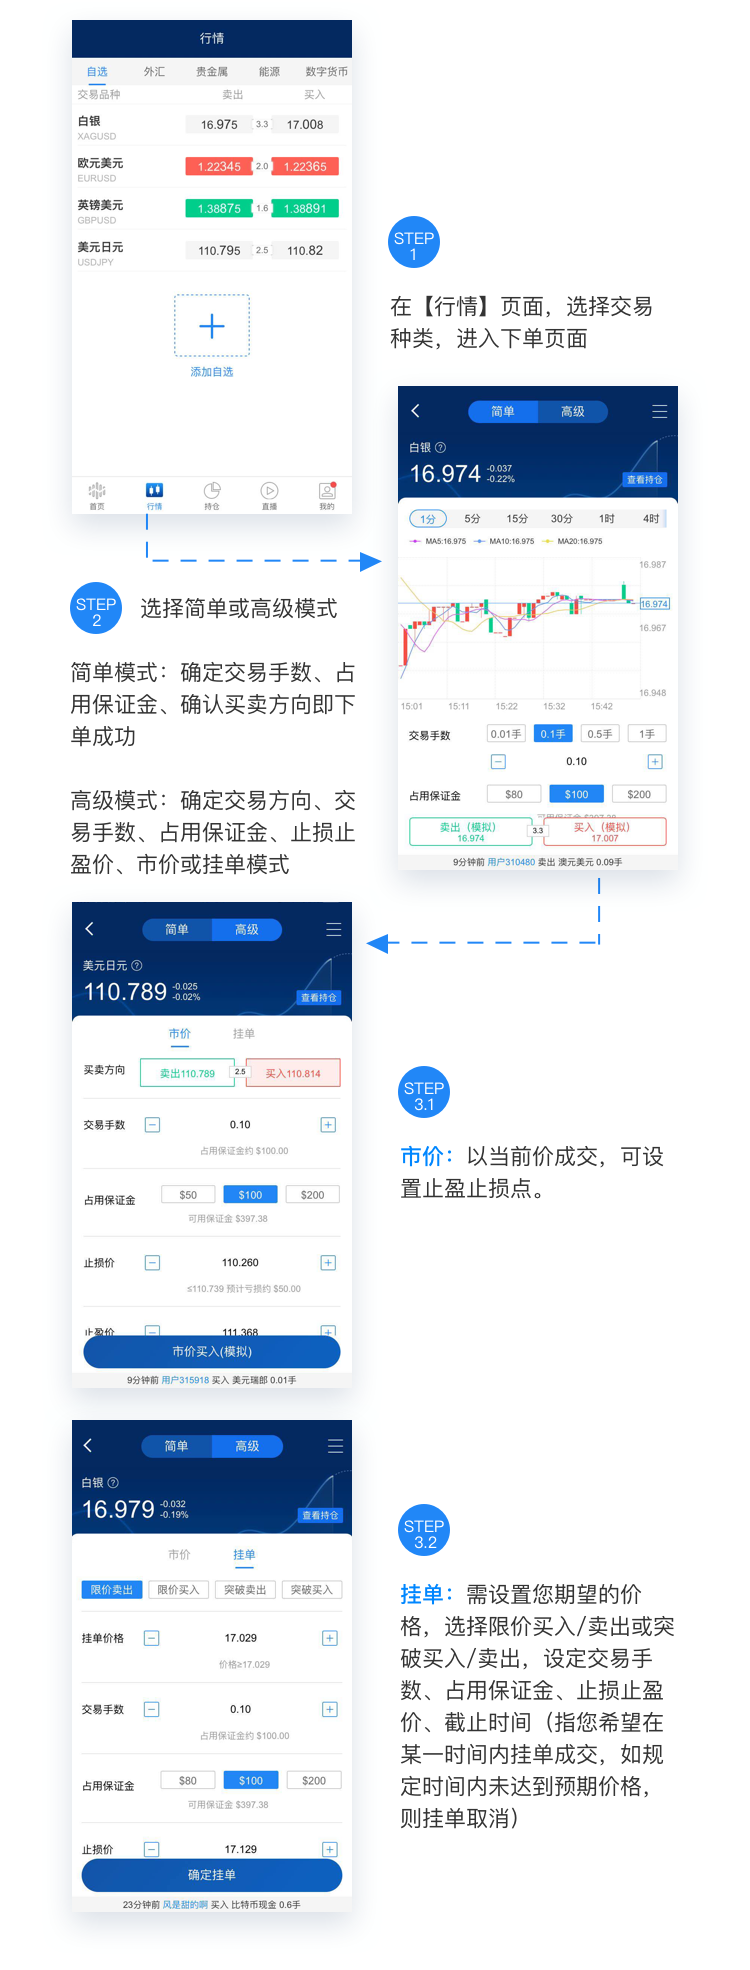 行情
自选 外汇 贵金属 能源 数字货币
交易品种 卖出 买入
白银 16.975 3.3 17.008
XAGUSD
欧元美元 1.22345 2.0 1.22365
EURUSD
英镑美元 1.38875 1.6 1.38891
GBPUSD
美元日元 110.795 2.5 110.82
USDJPY
添加自选
首页 行情 持仓 直播 我的
STEP
1
在【行情】页面，选择交易
种类，进入下单页面
简单 高级
白银
16.974 -0.037
-0.22%
查看持仓
1分 5分 15分 30分 1时 4时
MA5:16.975 MA10:16.975 MA20:16.975
16.987
16.974
16.967
16.948
15:01 15:11 15:22 15:32 15:42
交易手数 0.01手 0.1手 0.5手 1手
0.10
占用保证金 $80 $100 $200
可用保证金 $397.38
卖出（模拟） 3.3 买入（模拟）
16.974 17.007
9分钟前 用户310480 卖出 澳元美元 0.09手
STEP
2
选择简单或高级模式
简单模式：确定交易手数、占
用保证金、确认买卖方向即下
单成功
高级模式：确定交易方向、交
易手数、占用保证金、止损止
盈价、市价或挂单模式
简单 高级
美元日元
110.789 -0.025
-0.02%
查看持仓
市价 挂单
买卖方向 卖出110.789 2.5 买入110.814
交易手数 0.10
占用保证金约 $100.00
占用保证金 $50 $100 $200
可用保证金 $397.38
止损价 110.260
≤110.739 预计亏损约 $50.00
止盈价 111.368
市价买入(模拟)
9分钟前 用户315918 买入 美元瑞郎 0.01手
STEP
3.1
市价：以当前价成交，可设
置止盈止损点。
简单 高级
白银
16.979 -0.032
-0.19%
查看持仓
市价 挂单
限价卖出 限价买入 突破卖出 突破买入
挂单价格 17.029
价格≥17.029
交易手数 0.10
占用保证金约 $100.00
占用保证金 $80 $100 $200
可用保证金 $397.38
止损价 17.129
确定挂单
23分钟前 风是甜的啊 买入 比特币现金 0.6手
STEP
3.2
挂单：需设置您期望的价
格，选择限价买入/卖出或突
破买入/卖出，设定交易手
数、占用保证金、止损止盈
价、截止时间（指您希望在
某一时间内挂单成交，如规
定时间内未达到预期价格，
则挂单取消）